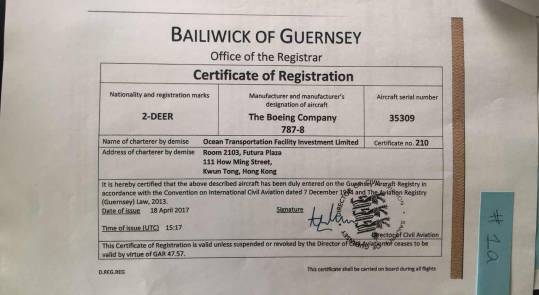 BAILIWICK OF GUERNSEY
Office of the Registrar
Certificate of Registration
Nationality and registration marks
2-DEER
Manufacturer and manufacturer's
designation of aircraft
The Boeing Company
787-8
Aircraft serial number
35309
Name of charterer by demise Ocean Transportation Facility Investment Limited Certificate no. 210
Address of charterer by demise Room 2103, Futura Plaza
111 How Ming Street,
Kwun Tong, Hong Kong
It is hereby certified that the above described aircraft has been duly entered on the Guernsey Aircraft Registry in
accordance with the Convention on International Civil Aviation dated 7 December 1944 and The Aviation Registry
(Guernsey) Law, 2013.
Date of issue 18 April 2017 Signature
Time of issue (UTC) 15:17
Director of Civil Aviation
This Certificate of Registration is valid unless suspended or revoked by the Director of Civil Aviation or ceases to be
valid by virtue of GAR 47.57.
D.REG.REG This certificate shall be carried on board during all flights
#1a